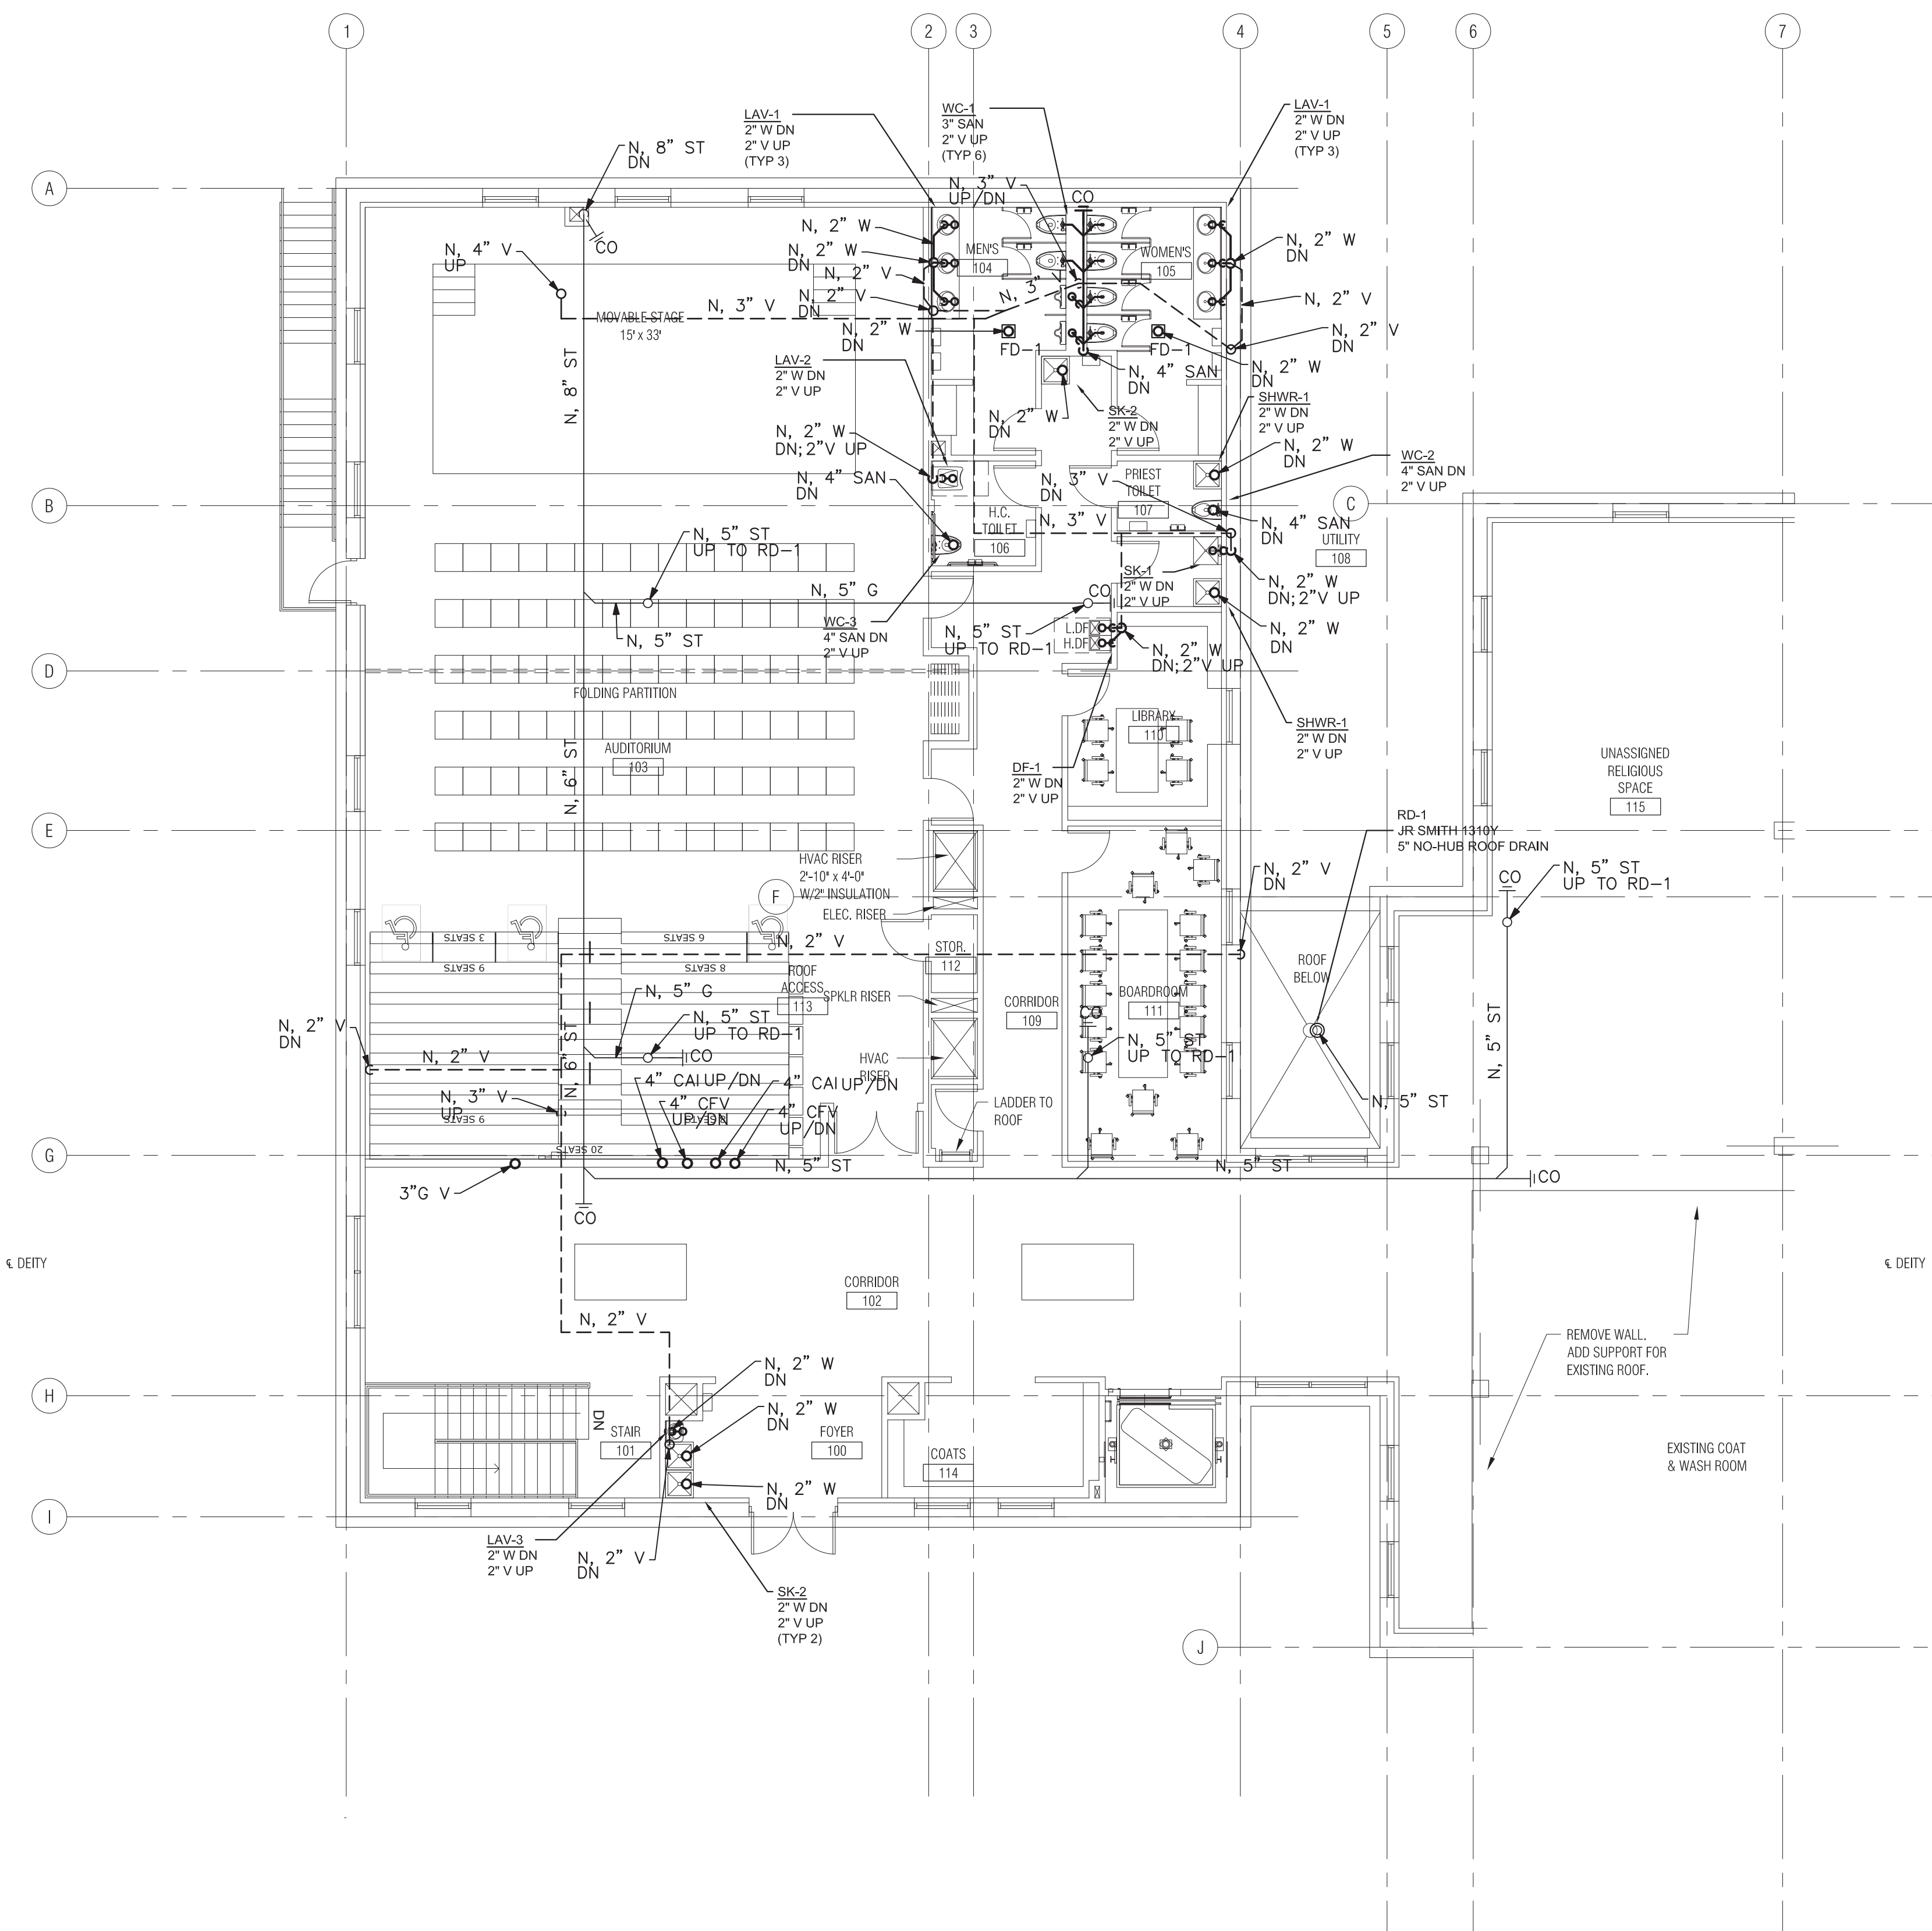 1
2
3
4
5
6
7
LAV-1
2" W DN
2" V UP
(TYP 3)
WC-1
3" SAN
2" V UP
(TYP 6)
LAV-1
2" W DN
2" V UP
(TYP 3)
N, 8” ST
DN
A
N, 3” V
UP/DN
CO
CO
N, 4” V
UP
N, 2” W
N, 2” W
DN
N, 2” V
N, 2” V
DN
MEN'S
104
WOMEN'S
105
N, 2” W
DN
N, 2” V
N, 3” V
N, 3”
MOVABLE STAGE
15' x 33'
N, 2” W
DN
FD-1
FD-1
N, 2” V
DN
N, 8” ST
LAV-2
2" W DN
2" V UP
N, 4” SAN
DN
N, 2” W
DN
N, 2” W
DN
SK-2
2" W DN
2" V UP
SHWR-1
2" W DN
2" V UP
N, 2” W
DN;2”V UP
N, 2” W
DN
WC-2
4" SAN DN
2" V UP
N, 4” SAN
DN
N, 3” V
DN
PRIEST
TOILET
107
B
C
H.C.
TOILET
106
N, 3” V
N, 4” SAN
DN
UTILITY
108
N, 5” ST
UP TO RD-1
SK-1
2" W DN
2" V UP
N, 2” W
DN;2”V UP
N, 5” G
CO
N, 5” ST
WC-3
4" SAN DN
2" V UP
N, 5” ST
UP TO RD-1
L.DF
H.DF
N, 2” W
DN
N, 2” W
DN;2”V UP
D
FOLDING PARTITION
LIBRARY
110
SHWR-1
2" W DN
2" V UP
N, 6” ST
AUDITORIUM
103
DF-1
2" W DN
2" V UP
UNASSIGNED
RELIGIOUS
SPACE
115
E
RD-1
JR SMITH 1310Y
5" NO-HUB ROOF DRAIN
HVAC RISER
2'-10" x 4'-0"
W/2" INSULATION
F
ELEC. RISER
N, 2” V
DN
CO
N, 5” ST
UP TO RD-1
3 SEATS
6 SEATS
N, 2” V
9 SEATS
8 SEATS
STOR.
112
ROOF
ACCESS
113
ROOF
BELOW
N, 5” G
SPKLR RISER
CORRIDOR
109
BOARDROOM
111
CO
N, 2” V
DN
N, 5” ST
UP TO RD-1
N, 6” ST
N, 2” V
CO
HVAC
RISER
N, 5” ST
UP TO RD-1
N, 5” ST
4” CAI UP/DN
4” CAI UP/DN
N, 3” V
UP
4” CFV
UP/DN
4” CFV
UP/DN
9 SEATS
8 SEATS
LADDER TO
ROOF
N, 5” ST
20 SEATS
G
N, 5” ST
N, 5” ST
3”G V
CO
CO
℄ DEITY
℄ DEITY
CORRIDOR
102
N, 2” V
REMOVE WALL.
ADD SUPPORT FOR
EXISTING ROOF.
N, 2” W
DN
H
DN
N, 2” W
DN
STAIR
101
FOYER
100
COATS
114
EXISTING COAT
& WASH ROOM
N, 2” W
DN
I
LAV-3
2" W DN
2" V UP
N, 2” V
DN
SK-2
2" W DN
2" V UP
(TYP 2)
J